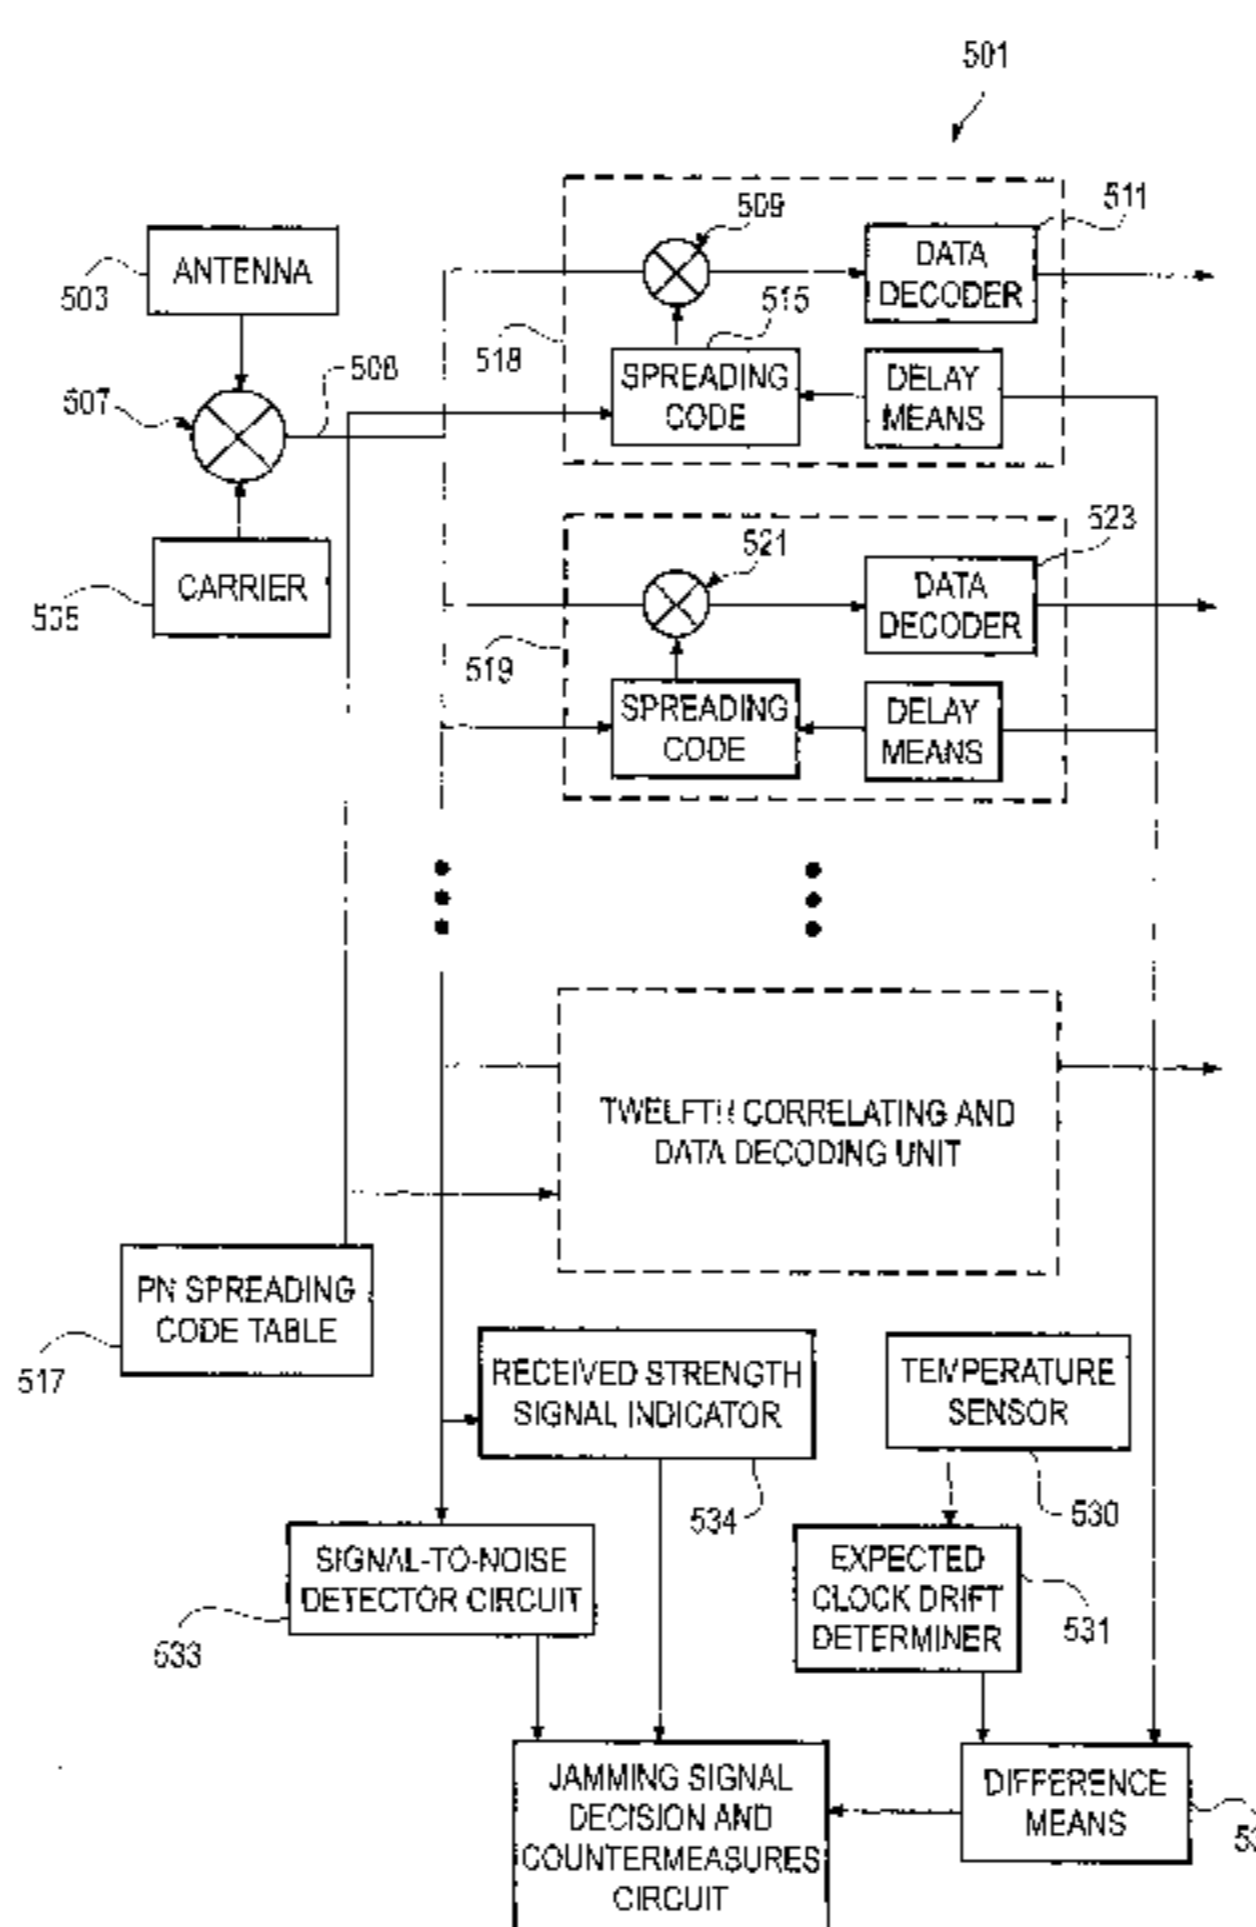 501
509
511
ANTENNA
DATA
DECODER
503
515
518
508
SPREADING
CODE
DELAY
MEANS
507
521
523
CARRIER
DATA
DECODER
519
SPREADING
CODE
DELAY
MEANS
TWELFTH CORRELATING AND
DATA DECODING UNIT
PN SPREADING
CODE TABLE
517
RECEIVED STRENGTH
SIGNAL INDICATOR
TEMPERATURE
SENSOR
534
530
SIGNAL-TO-NOISE
DETECTOR CIRCUIT
EXPECTED
CLOCK DRIFT
DETERMINER
533
531
JAMMING SIGNAL
DECISION AND
COUNTERMEASURES
CIRCUIT
DIFFERENCE
MEANS